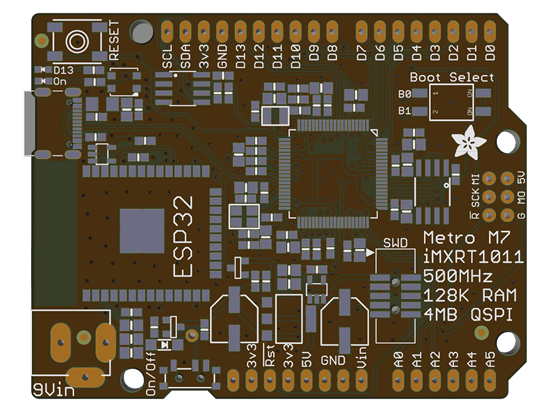 RESET
SCL
SDA
3v3
GND
D13
D12
D11
D10
D9
D8
D7
D6
D5
D4
D3
D2
D1
D0
D13
On
Boot Select
B0
B1
1
2
ON
ON
ESP32
R SCK MI
G MO 5V
SWD
Metro M7
iMXRT1011
500MHz
128K RAM
4MB QSPI
9Vin
On/Off
3v3
Rst
3v3
5V
GND
Vin
A0
A1
A2
A3
A4
A5